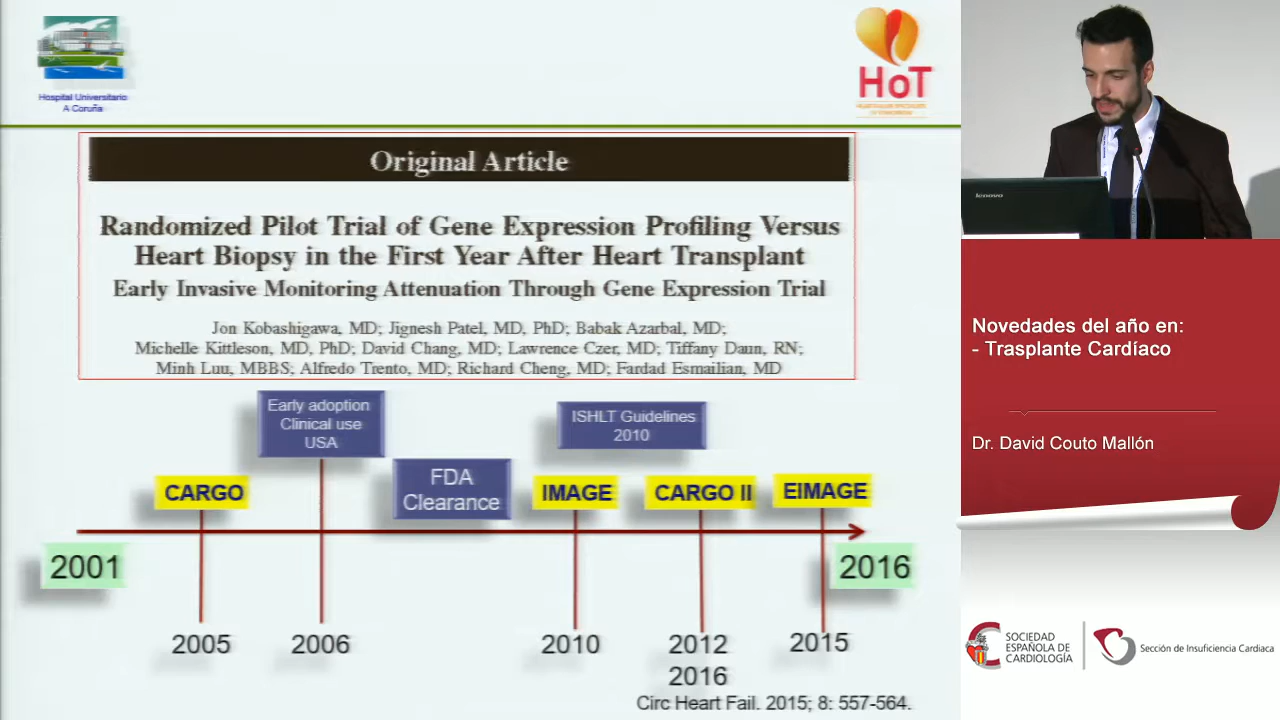 Hospital Universitario
A Coruña
HoT
Original Article
Randomized Pilot Trial of Gene Expression Profiling Versus
Heart Biopsy in the First Year After Heart Transplant
Early Invasive Monitoring Attenuation Through Gene Expression Trial
Jon Kobashigawa, MD; Jignesh Patel, MD, PhD; Babak Azarbal, MD;
Michelle Kittleson, MD, PhD; David Chang, MD; Lawrence Czer, MD; Tiffany Daun, RN;
Minh Luu, MBBS; Alfredo Trento, MD; Richard Cheng, MD; Fardad Esmailian, MD
Early adoption
Clinical use
USA
ISHLT Guidelines
2010
CARGO
FDA
Clearance
IMAGE
CARGO II
EIMAGE
2001
2016
2005
2006
2010
2012
2016
2015
Circ Heart Fail. 2015; 8: 557-564.
lenovo
Novedades del año en:
- Trasplante Cardíaco
Dr. David Couto Mallón
SOCIEDAD
ESPAÑOLA DE
CARDIOLOGÍA
Sección de Insuficiencia Cardiaca